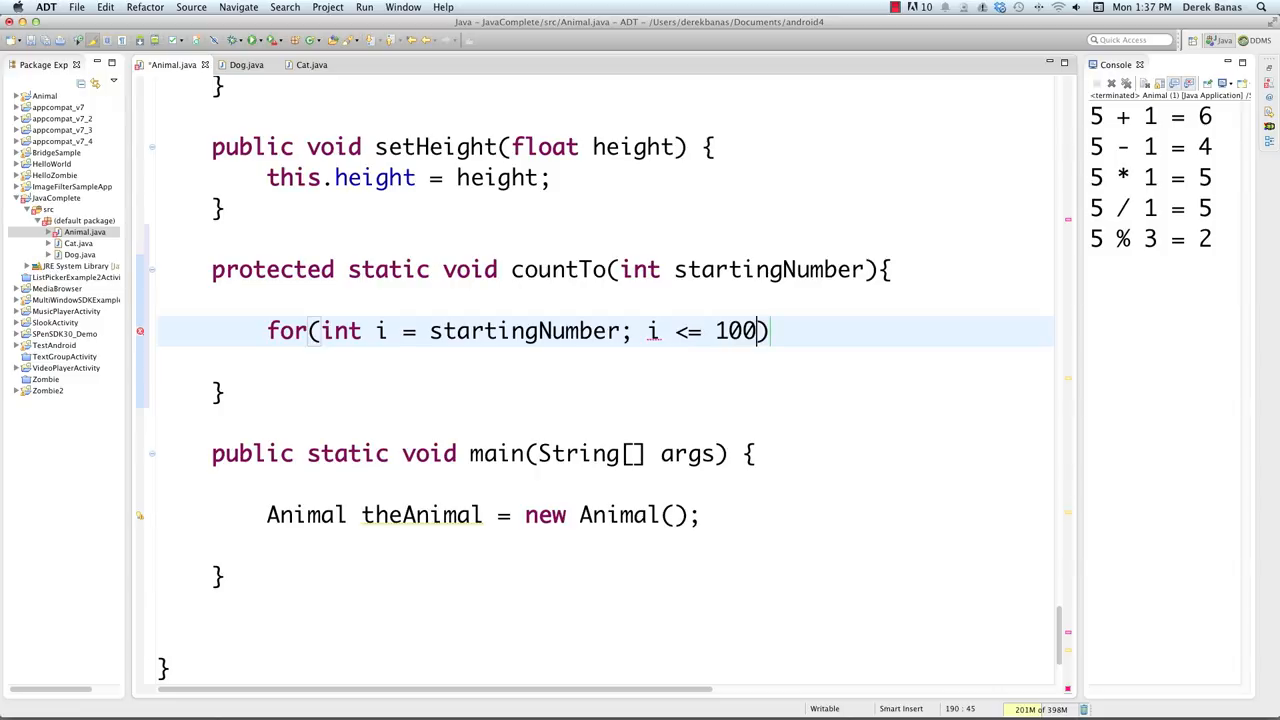 ADT File Edit Refactor Source Navigate Search Project Run Window Help 10 Mon 1:37 PM Derek Banas
Java – JavaComplete/src/Animal.java – ADT – /Users/derekbanas/Documents/android4
Quick Access Java DDMS
Package Exp
*Animal.java Dog.java Cat.java
Console
<terminated> Animal (1) [Java Application] /S
Animal
appcompat_v7
appcompat_v7_2
appcompat_v7_3
appcompat_v7_4
BridgeSample
HelloWorld
HelloZombie
ImageFilterSampleApp
JavaComplete
src
(default package)
Animal.java
Cat.java
Dog.java
JRE System Library [Ja
ListPickerExample2Activi
MediaBrowser
MultiWindowSDKExample
MusicPlayerActivity
SlookActivity
SPenSDK30_Demo
TestAndroid
TextGroupActivity
VideoPlayerActivity
Zombie
Zombie2
}
public void setHeight(float height) {
this.height = height;
}
protected static void countTo(int startingNumber){
for(int i = startingNumber; i <= 100)
}
public static void main(String[] args) {
Animal theAnimal = new Animal();
}
}
5 + 1 = 6
5 - 1 = 4
5 * 1 = 5
5 / 1 = 5
5 % 3 = 2
Writable Smart Insert 190 : 45 201M of 398M